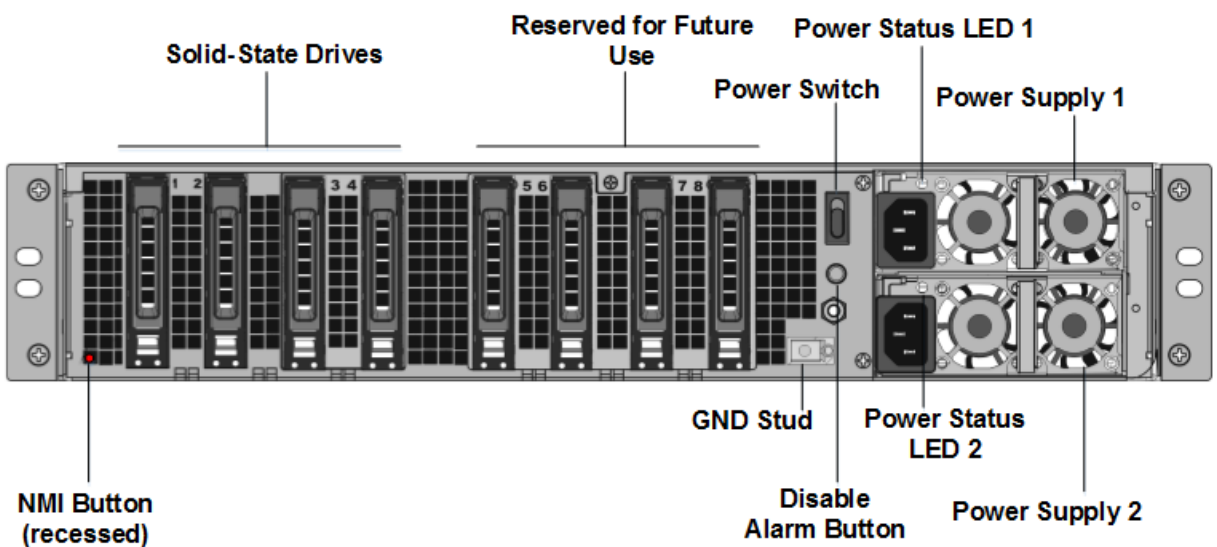 Reserved for Future
Use
Power Status LED 1
Solid-State Drives
Power Switch
Power Supply 1
1 2
3 4
5 6
7 8
GND Stud
Power Status
LED 2
NMI Button
(recessed)
Disable
Alarm Button
Power Supply 2